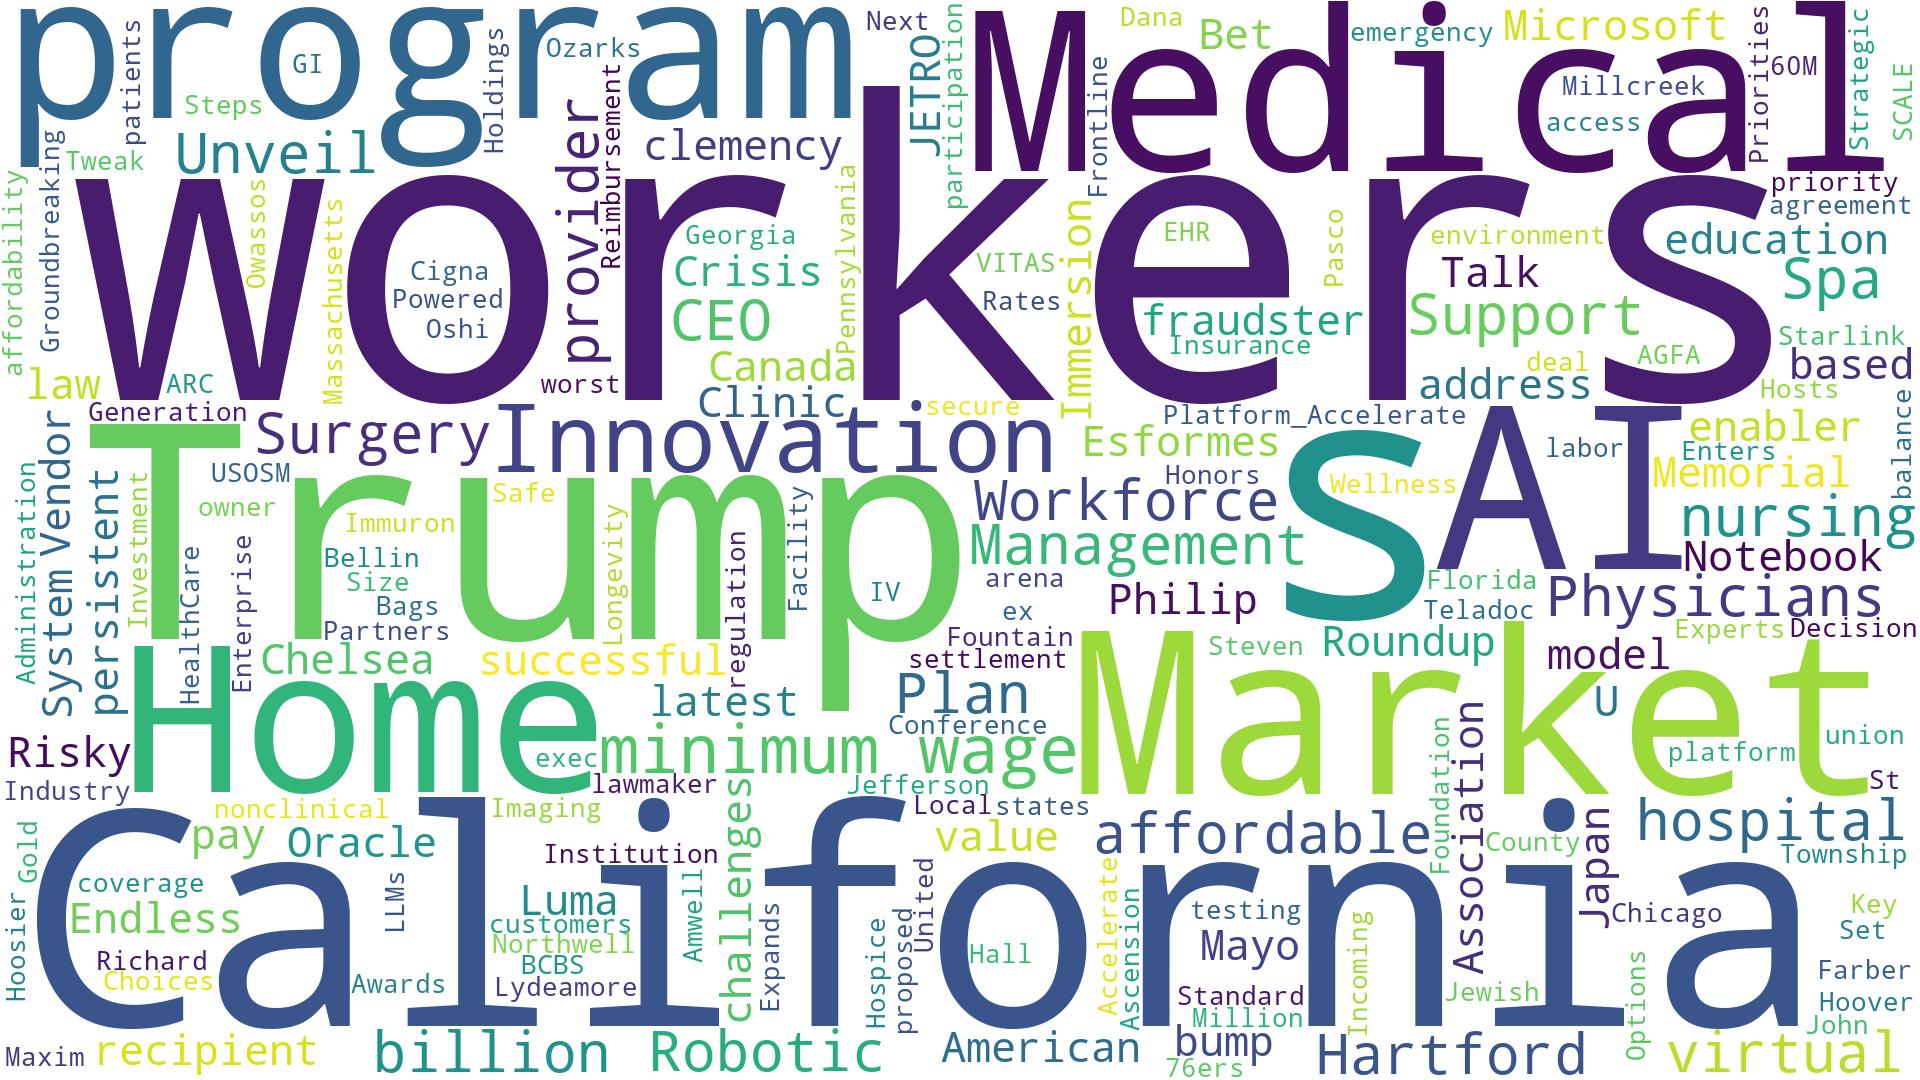 program
Medical
workers
Trump
s
AI
Home
Market
California
Innovation
minimum wage
GI
patients
Steps
Unveil
Tweak
Groundbreaking
affordability
Holdings
Ozarks
Reimbursement
provider
clemency
Next
JETRO
participation
Dana
Bet
Frontline
emergency
Microsoft
Millcreek
access
Priorities
60M
Strategic
SCALE
Owassos
Massachusetts
Cigna
Powered
Oshi
Georgia
Crisis
CEO
Canada
Pennsylvania
VITAS
Rates
Immersion
EHR
fraudster
Insurance
Pasco
environment
Talk
Support
priority
agreement
education
Spa
Starlink
AGFA
deal
based
law
ARC
worst
Generation
Clinic
secure
address
Hosts
balance
Platform_Accelerate
Surgery
Esformes
labor
enabler
Enters
Memorial
Honors
Wellness
Workforce
Management
nursing
Notebook
Administration
System Vendor
persistent
Investment
USOSM
owner
Safe
Immuron
Longevity
Bellin
Size
Bags
Partners
HealthCare
Enterprise
regulation
Facility
IV
arena
ex
Philip
Florida
Teladoc
Physicians
Fountain
settlement
Steven
Roundup
model
Experts
Decision
Chelsea
successful
latest
Plan
Conference
U
Risky
Industry
exec
lawmaker
Jefferson
platform
union
St
nonclinical
Imaging
Local
states
Foundation
Association
pay
Oracle
Institution
challenges
value
affordable
County
Japan
hospital
Township
Gold
Hoosier
coverage
Endless
LLMs
Luma
customers
Northwell
BCBS
Lydeamore
Amwell
Expands
Hospice
proposed
United
Hall
Accelerate
Ascension
testing
Mayo
Standard
Million
Incoming
Jewish
Chicago
Key
Set
Farber
Hoover
John
Options
Richard
Choices
Awards
Maxim
recipient
billion
Robotic
American
bump
76ers
Hartford
virtual